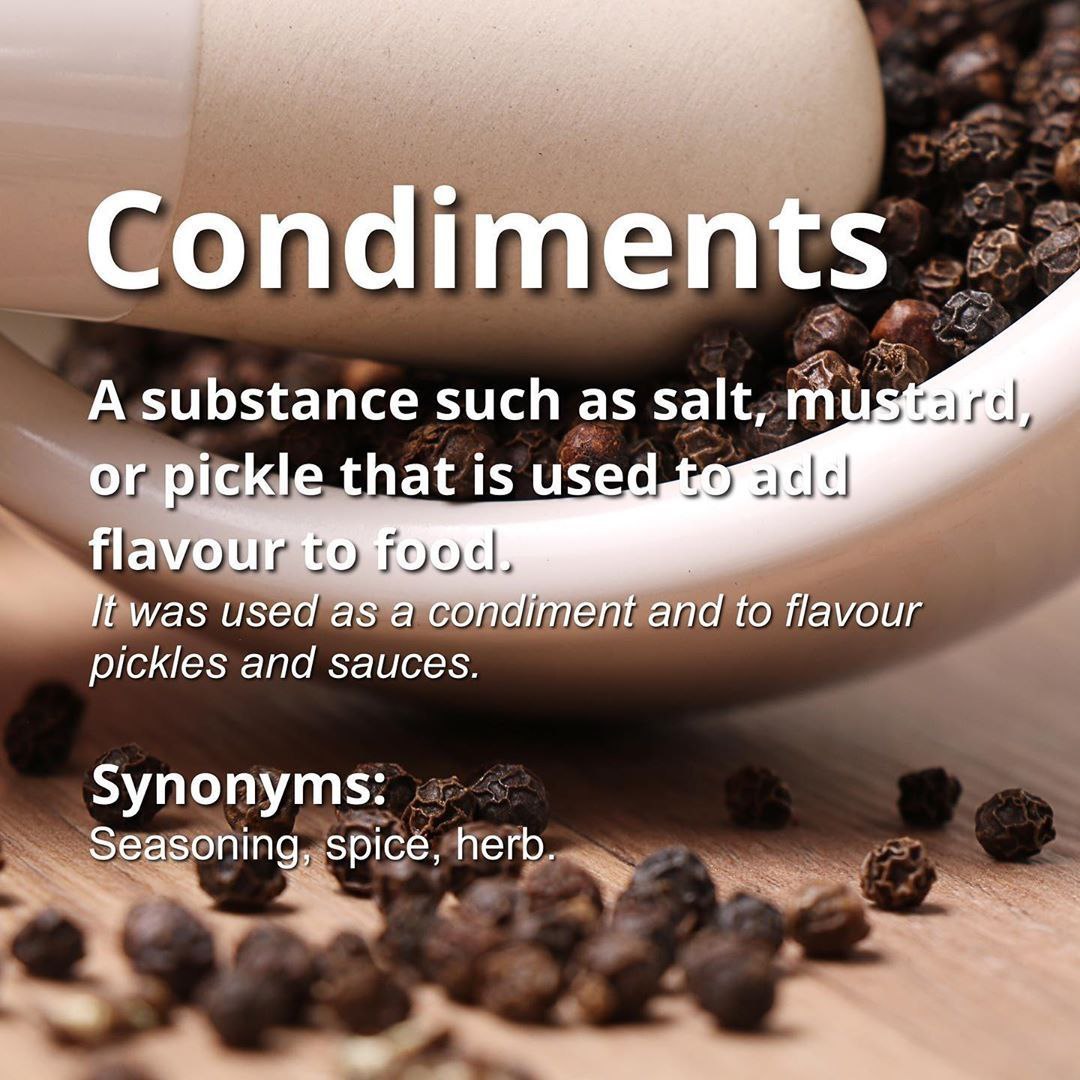 Condiments
A substance such as salt, mustard,
or pickle that is used to add
flavour to food.
It was used as a condiment and to flavour
pickles and sauces.
Synonyms:
Seasoning, spice, herb.